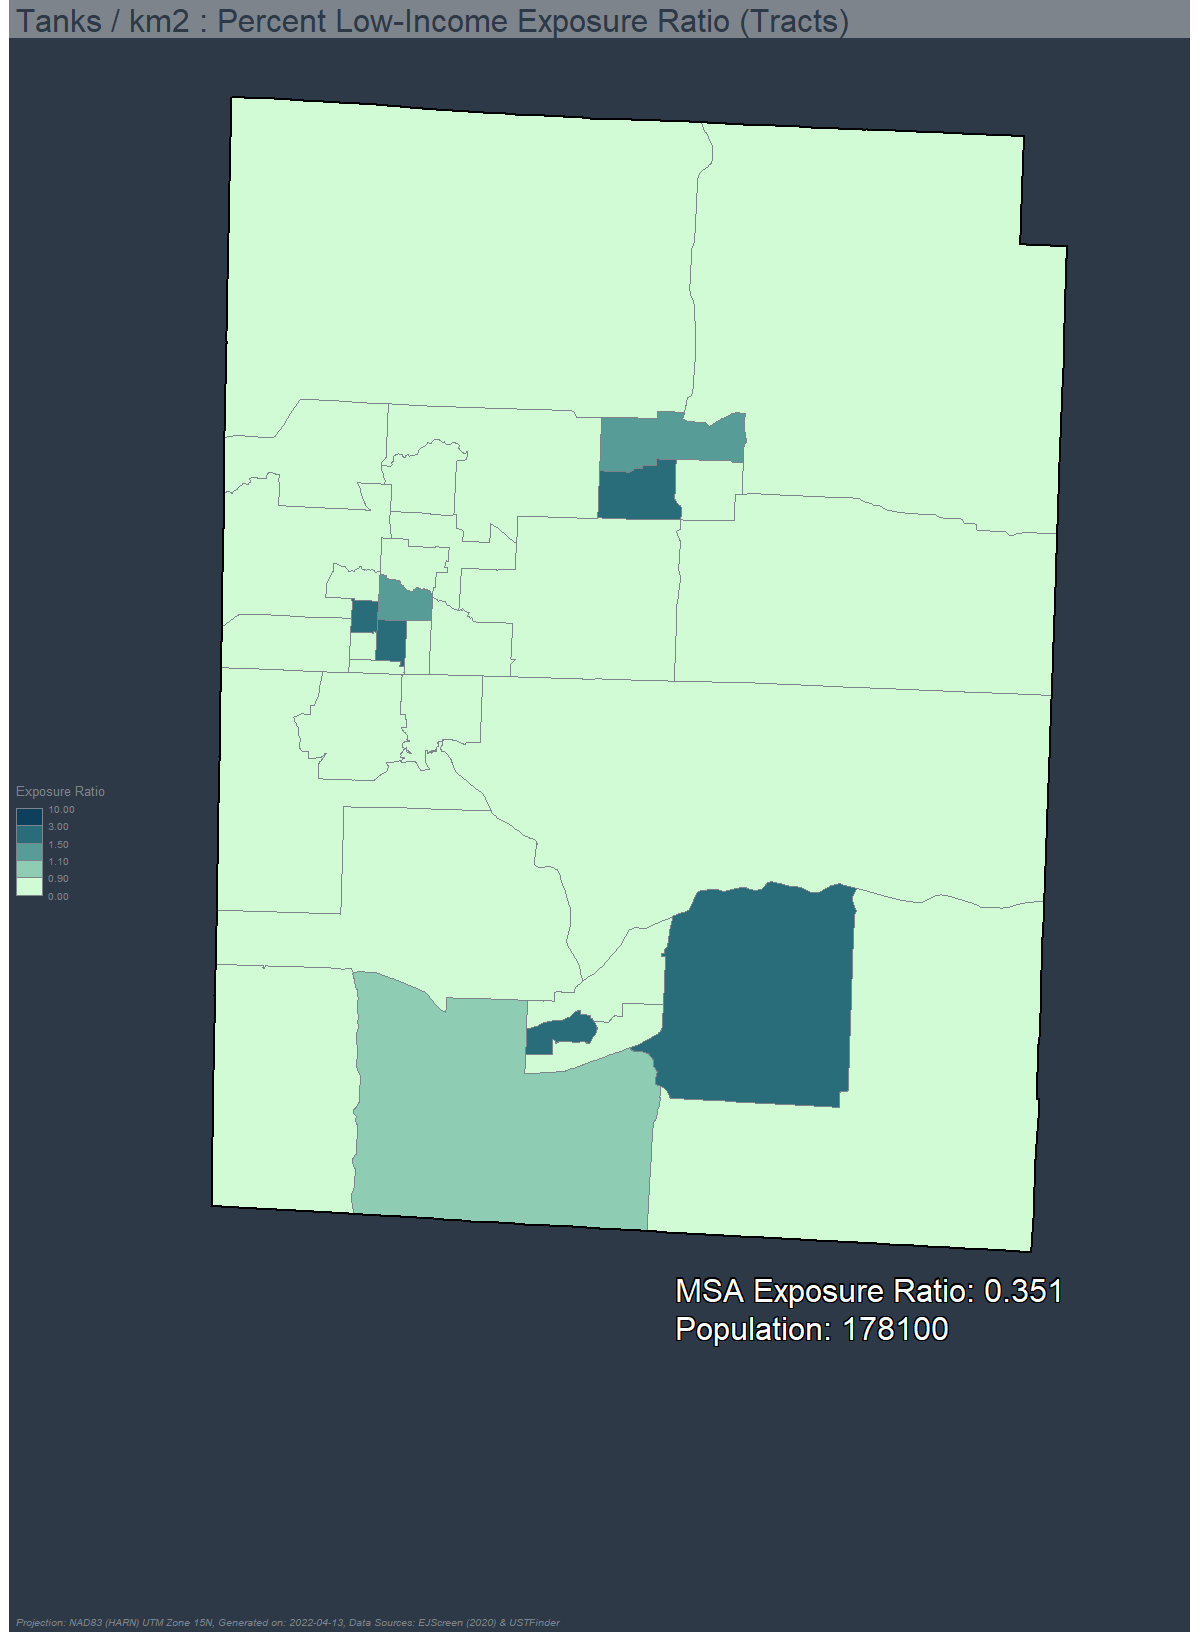 Tanks / km2 : Percent Low-Income Exposure Ratio (Tracts)
Exposure Ratio
10.00
3.00
1.50
1.10
0.90
0.00
MSA Exposure Ratio: 0.351
Population: 178100
Projection: NAD83 (HARN) UTM Zone 15N, Generated on: 2022-04-13, Data Sources: EJScreen (2020) & USTFinder